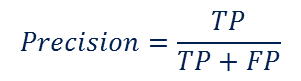 Precision = TP / (TP + FP)